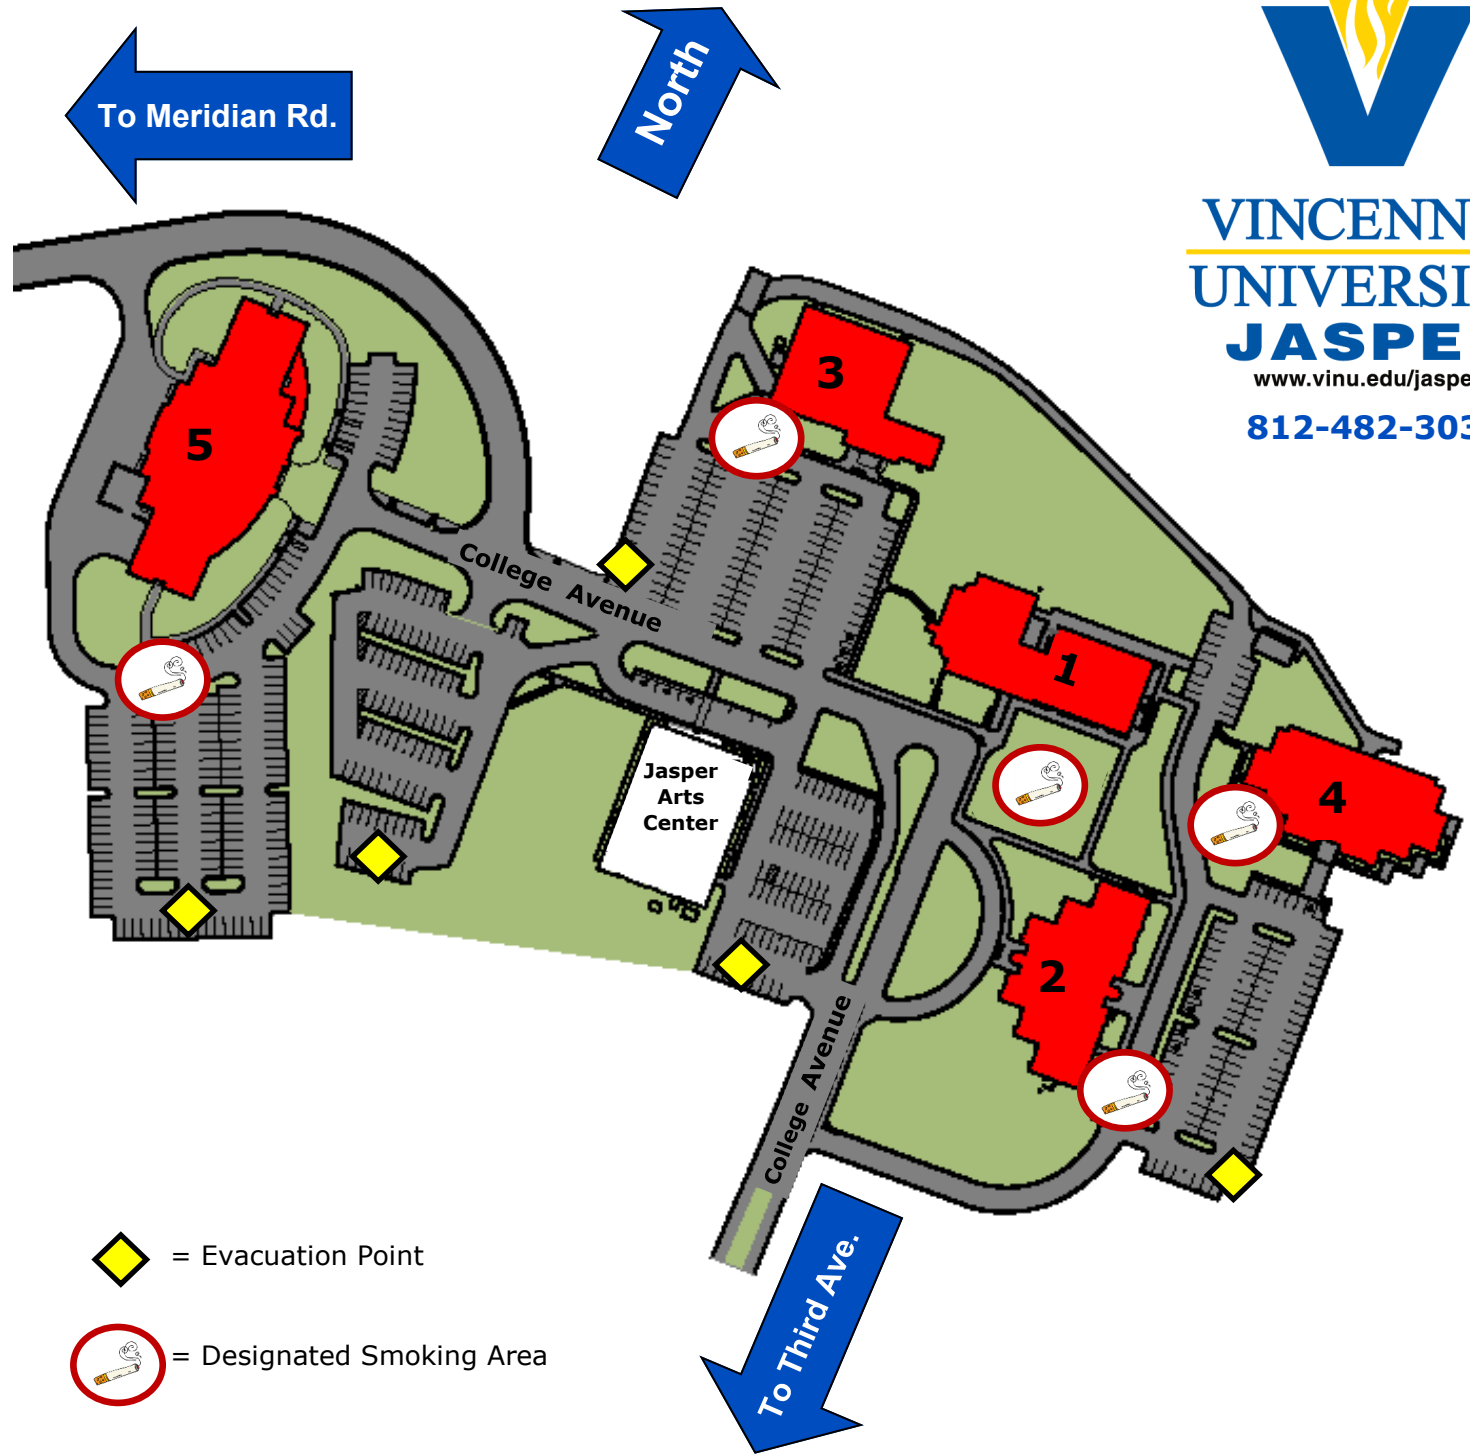 To Meridian Rd.
North
VINCENN
UNIVERSI
JASPE
www.vinu.edu/jaspe
812-482-303
3
5
College Avenue
1
Jasper
Arts
Center
4
2
College Avenue
To Third Ave.
= Evacuation Point
= Designated Smoking Area